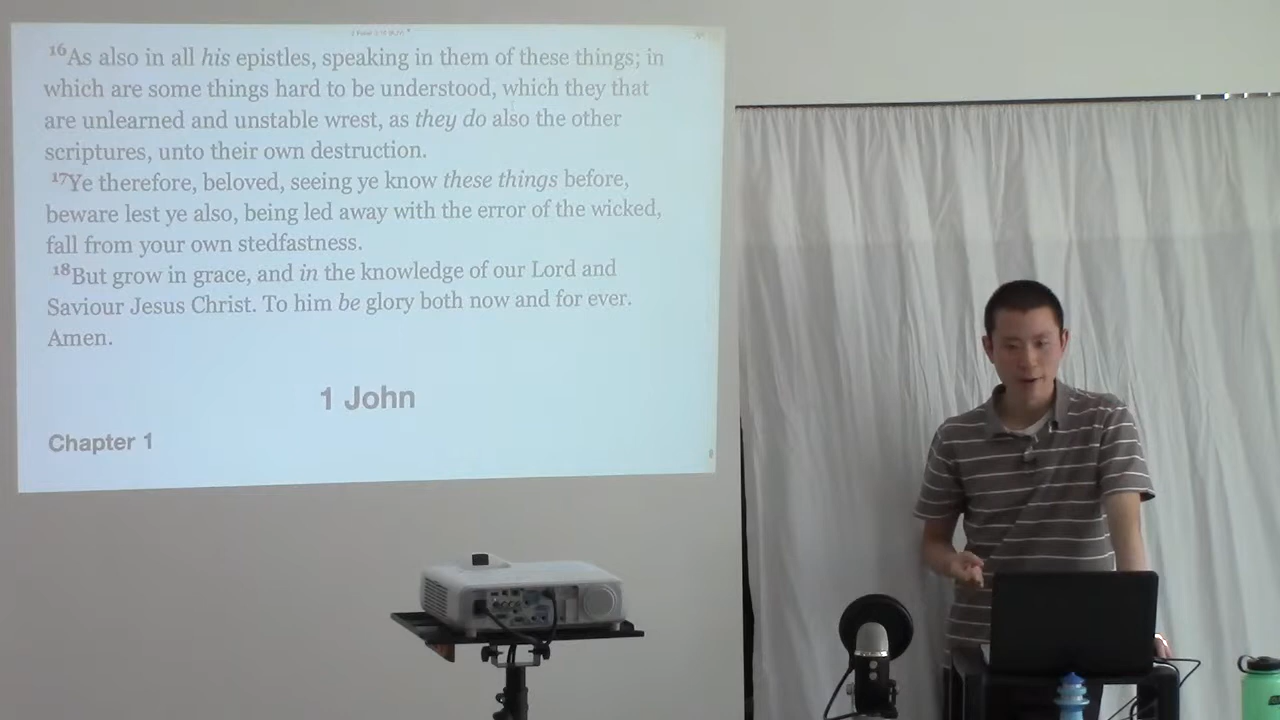 16As also in all his epistles, speaking in them of these things; in
which are some things hard to be understood, which they that
are unlearned and unstable wrest, as they do also the other
scriptures, unto their own destruction.
17Ye therefore, beloved, seeing ye know these things before,
beware lest ye also, being led away with the error of the wicked,
fall from your own stedfastness.
18But grow in grace, and in the knowledge of our Lord and
Saviour Jesus Christ. To him be glory both now and for ever.
Amen.
1 John
Chapter 1